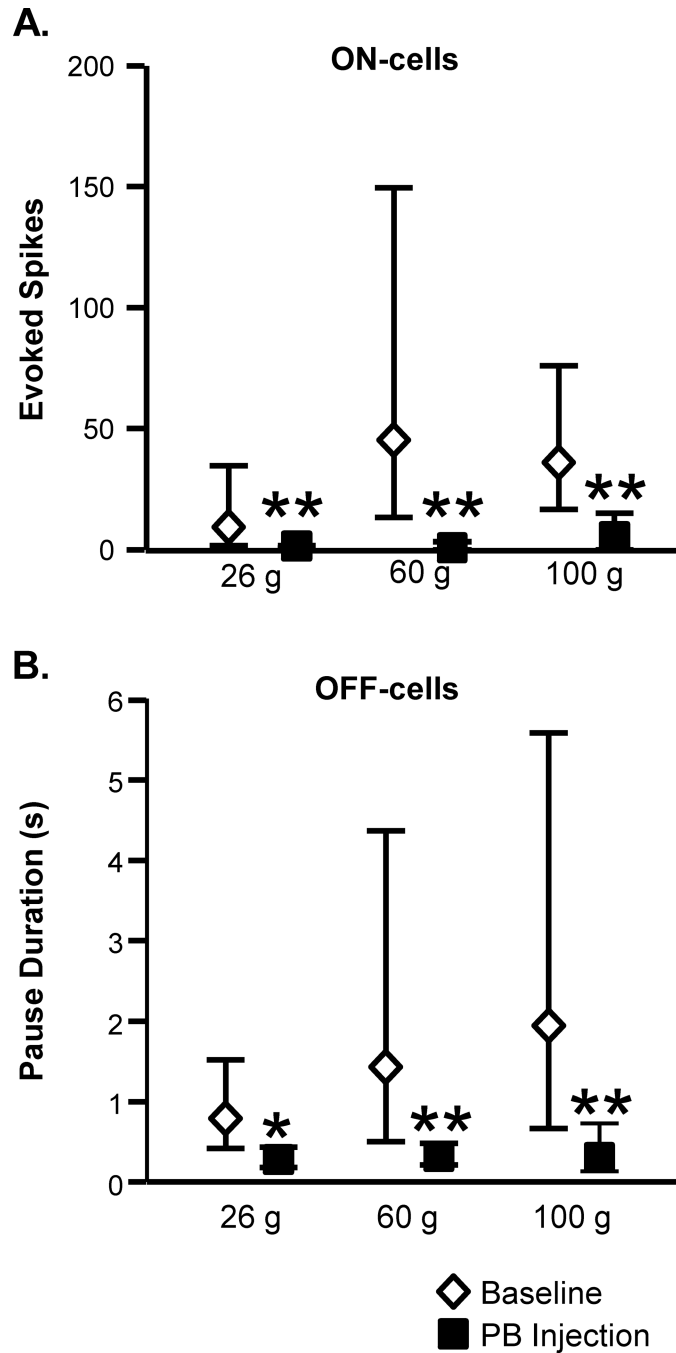 A.
ON-cells
Evoked Spikes
200
150
100
50
0
**
**
**
26 g
60 g
100 g
B.
OFF-cells
Pause Duration (s)
6
5
4
3
2
1
0
*
**
**
26 g
60 g
100 g
Baseline
PB Injection